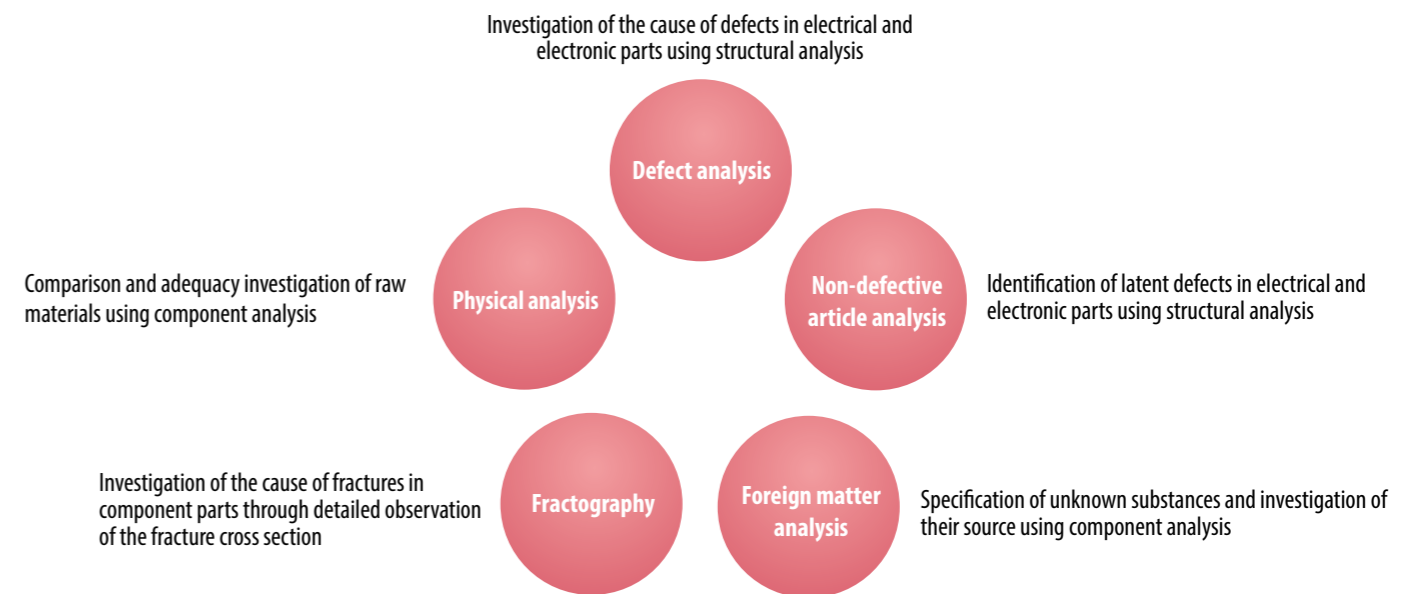 Investigation of the cause of defects in electrical and
electronic parts using structural analysis
Defect analysis
Comparison and adequacy investigation of raw
materials using component analysis
Physical analysis
Non-defective
article analysis
Identification of latent defects in electrical and
electronic parts using structural analysis
Investigation of the cause of fractures in
component parts through detailed observation
of the fracture cross section
Fractography
Foreign matter
analysis
Specification of unknown substances and investigation of
their source using component analysis